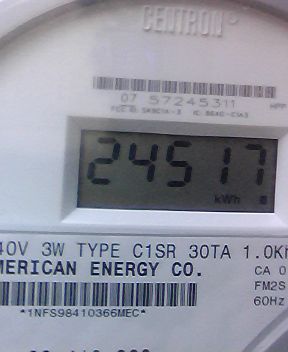 CENTRON
07 57245311
24517
kWh
40V 3W TYPE C1SR 30TA 1.0K
MERICAN ENERGY CO.
CA 0
FM2S
60Hz
*1NFS98410366MEC*